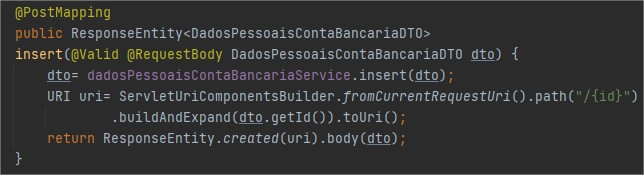 @PostMapping
public ResponseEntity<DadosPessoaisContaBancariaDTO>
insert(@Valid @RequestBody DadosPessoaisContaBancariaDTO dto) {
dto= dadosPessoaisContaBancariaService.insert(dto);
URI uri= ServletUriComponentsBuilder.fromCurrentRequestUri().path("/{id}")
.buildAndExpand(dto.getId()).toUri();
return ResponseEntity.created(uri).body(dto);
}